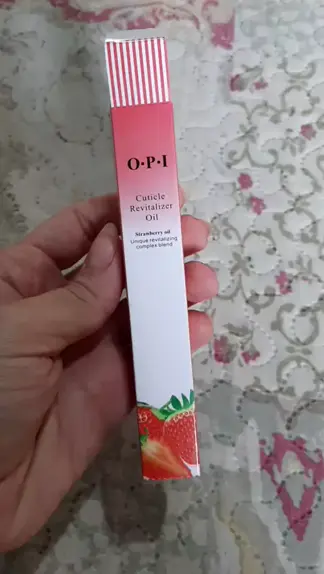 O·P·I
Cuticle
Revitalizer
Oil
Strawberry oil
Unique revitalizing
complex blend